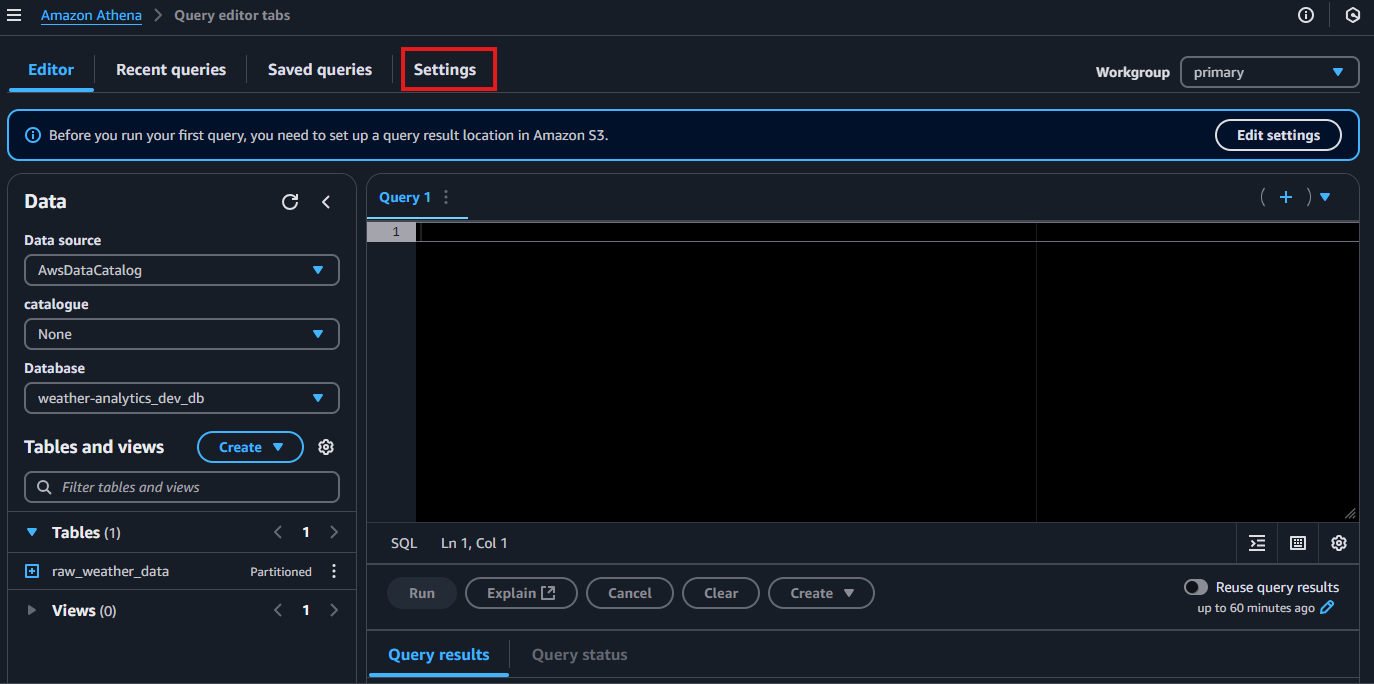 Amazon Athena > Query editor tabs
Editor Recent queries Saved queries Settings
Workgroup primary
Before you run your first query, you need to set up a query result location in Amazon S3. Edit settings
Data
Data source
AwsDataCatalog
catalogue
None
Database
weather-analytics_dev_db
Tables and views Create
Filter tables and views
Tables (1) < 1 >
raw_weather_data Partitioned
Views (0) < 1 >
Query 1
( + )
1
SQL Ln 1, Col 1
Run Explain Cancel Clear Create
Reuse query results
up to 60 minutes ago
Query results Query status